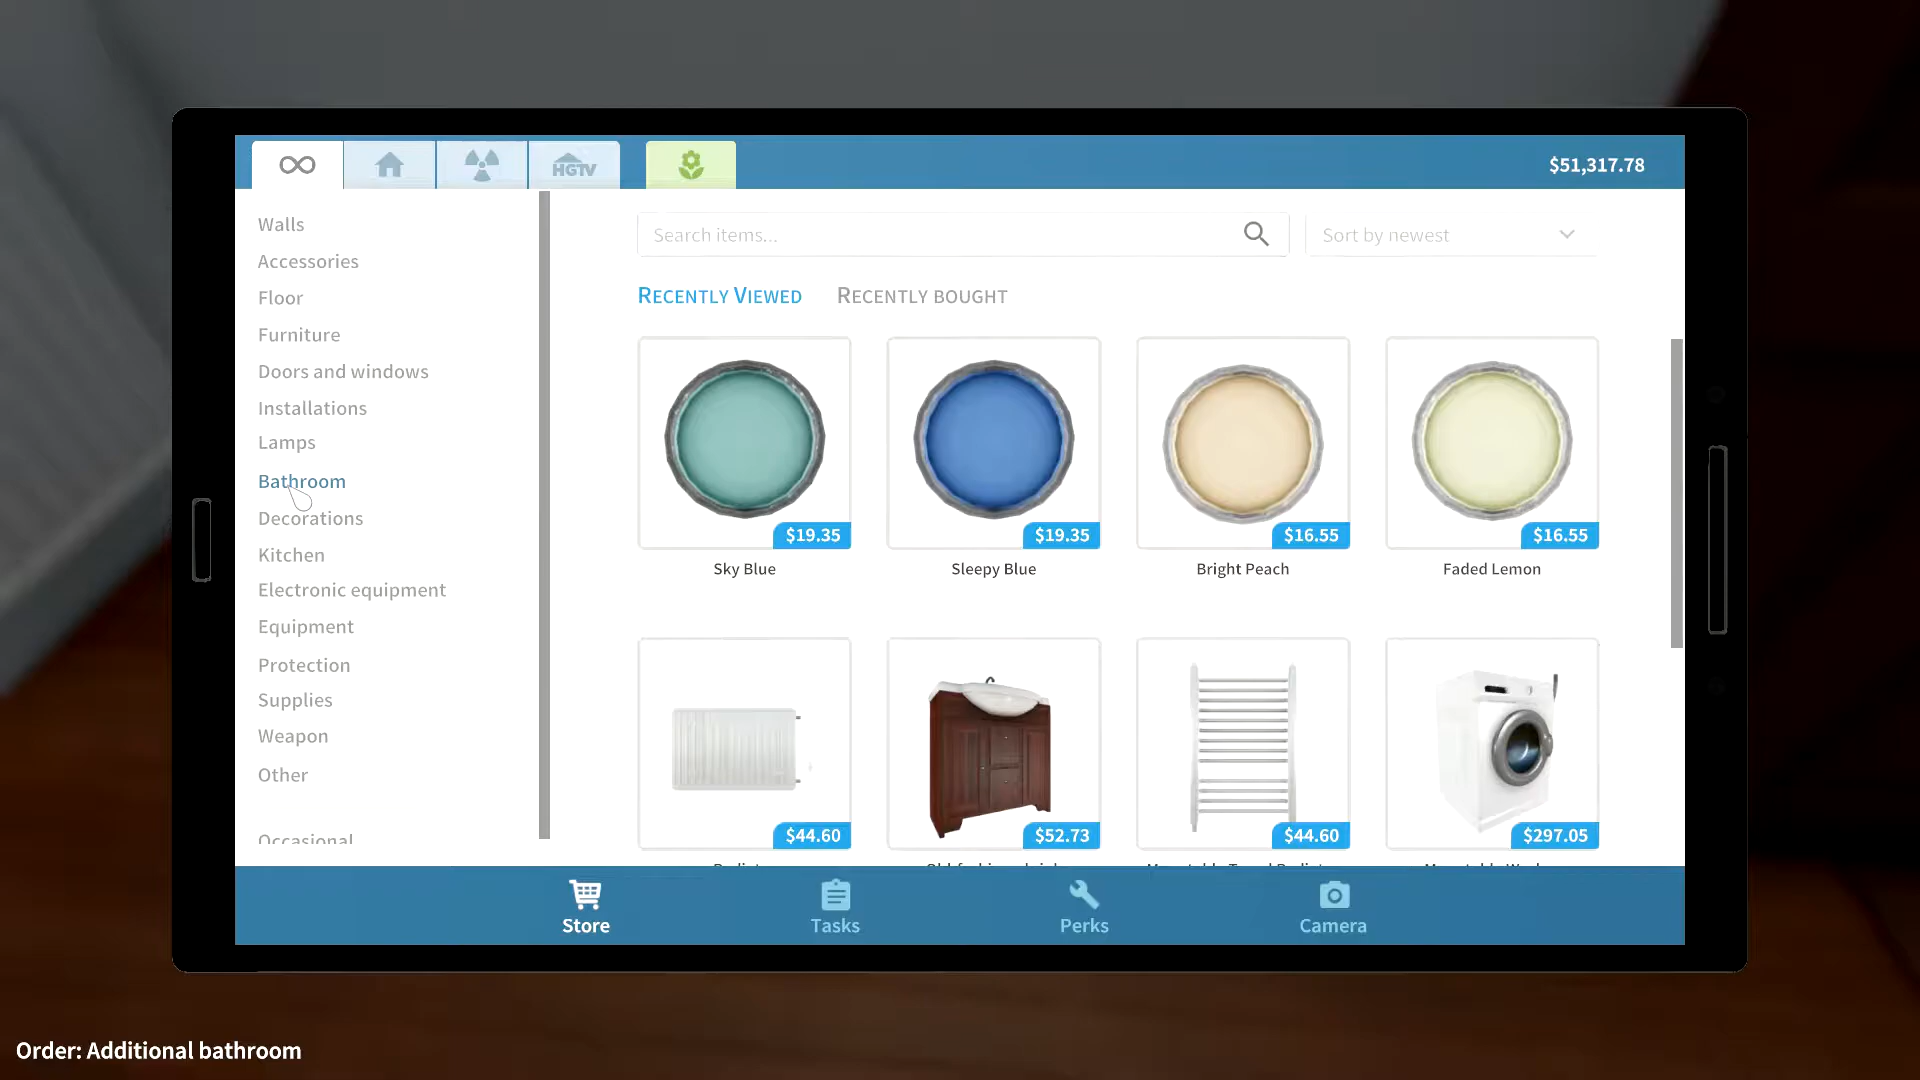 HGTV
$51,317.78
Walls
Accessories
Floor
Furniture
Doors and windows
Installations
Lamps
Bathroom
Decorations
Kitchen
Electronic equipment
Equipment
Protection
Supplies
Weapon
Other
Occasional
Search items...
Sort by newest
RECENTLY VIEWED
RECENTLY BOUGHT
$19.35
$19.35
$16.55
$16.55
Sky Blue
Sleepy Blue
Bright Peach
Faded Lemon
$44.60
$52.73
$44.60
$297.05
Store
Tasks
Perks
Camera
Order: Additional bathroom